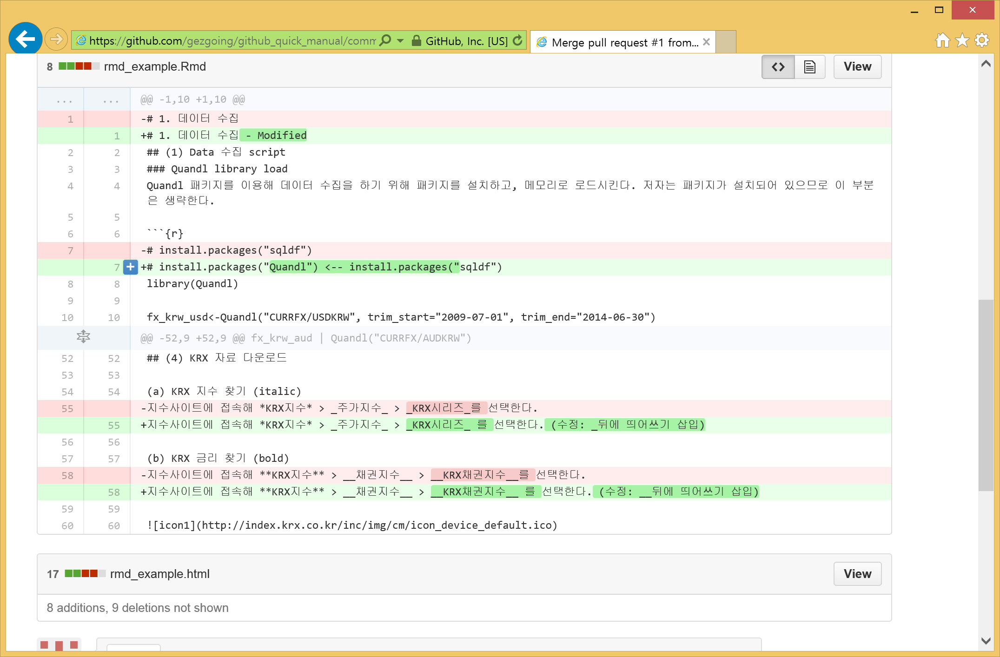 https://github.com/gezgoing/github_quick_manual/comm GitHub, Inc. [US] Merge pull request #1 from...
8 rmd_example.Rmd View
... ... @@ -1,10 +1,10 @@
1 -# 1. 데이터 수집
1 +# 1. 데이터 수집 - Modified
2 2 ## (1) Data 수집 script
3 3 ### Quandl library load
4 4 Quandl 패키지를 이용해 데이터 수집을 하기 위해 패키지를 설치하고, 메모리로 로드시킨다. 저자는 패키지가 설치되어 있으므로 이 부분
은 생략한다.
5 5
6 6 ```{r}
7 -# install.packages("sqldf")
7 +# install.packages("Quandl") <-- install.packages("sqldf")
8 8 library(Quandl)
9 9
10 10 fx_krw_usd<-Quandl("CURRFX/USDKRW", trim_start="2009-07-01", trim_end="2014-06-30")
@@ -52,9 +52,9 @@ fx_krw_aud | Quandl("CURRFX/AUDKRW")
52 52 ## (4) KRX 자료 다운로드
53 53
54 54 (a) KRX 지수 찾기 (italic)
55 -지수사이트에 접속해 *KRX지수* > _주가지수_ > _KRX시리즈_를 선택한다.
55 +지수사이트에 접속해 *KRX지수* > _주가지수_ > _KRX시리즈_ 를 선택한다. (수정: _뒤에 띄어쓰기 삽입)
56 56
57 57 (b) KRX 금리 찾기 (bold)
58 -지수사이트에 접속해 **KRX지수** > __채권지수__ > __KRX채권지수__를 선택한다.
58 +지수사이트에 접속해 **KRX지수** > __채권지수__ > __KRX채권지수__ 를 선택한다. (수정: __뒤에 띄어쓰기 삽입)
59 59
60 60 ![icon1](http://index.krx.co.kr/inc/img/cm/icon_device_default.ico)
17 rmd_example.html View
8 additions, 9 deletions not shown